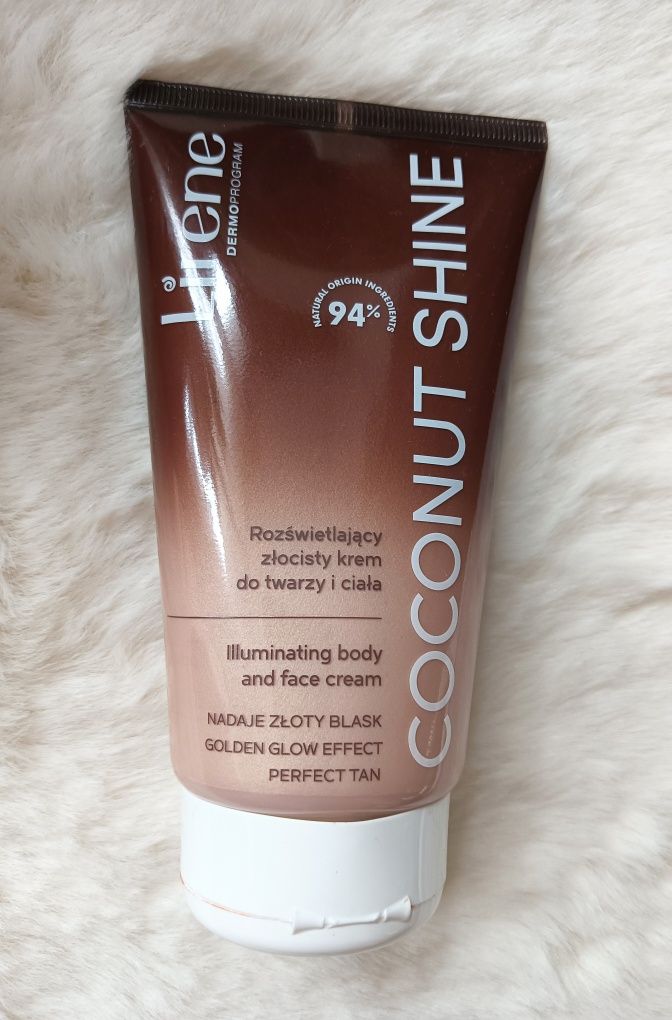 Lirene
DERMOPROGRAM
NATURAL ORIGIN INGREDIENTS
94%
COCONUT SHINE
Rozświetlający
złocisty krem
do twarzy i ciała
Illuminating body
and face cream
NADAJE ZŁOTY BLASK
GOLDEN GLOW EFFECT
PERFECT TAN